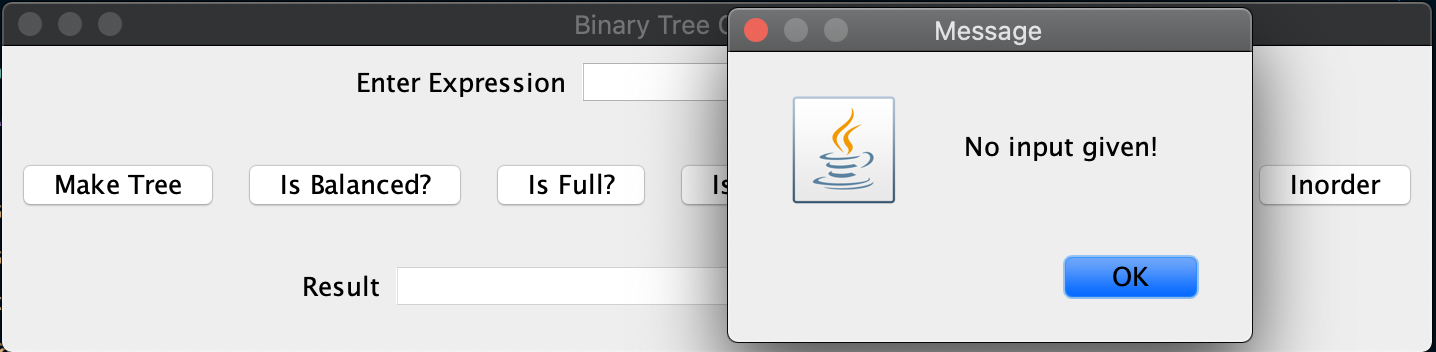 Binary Tree
Message
Enter Expression
No input given!
Make Tree
Is Balanced?
Is Full?
Inorder
OK
Result